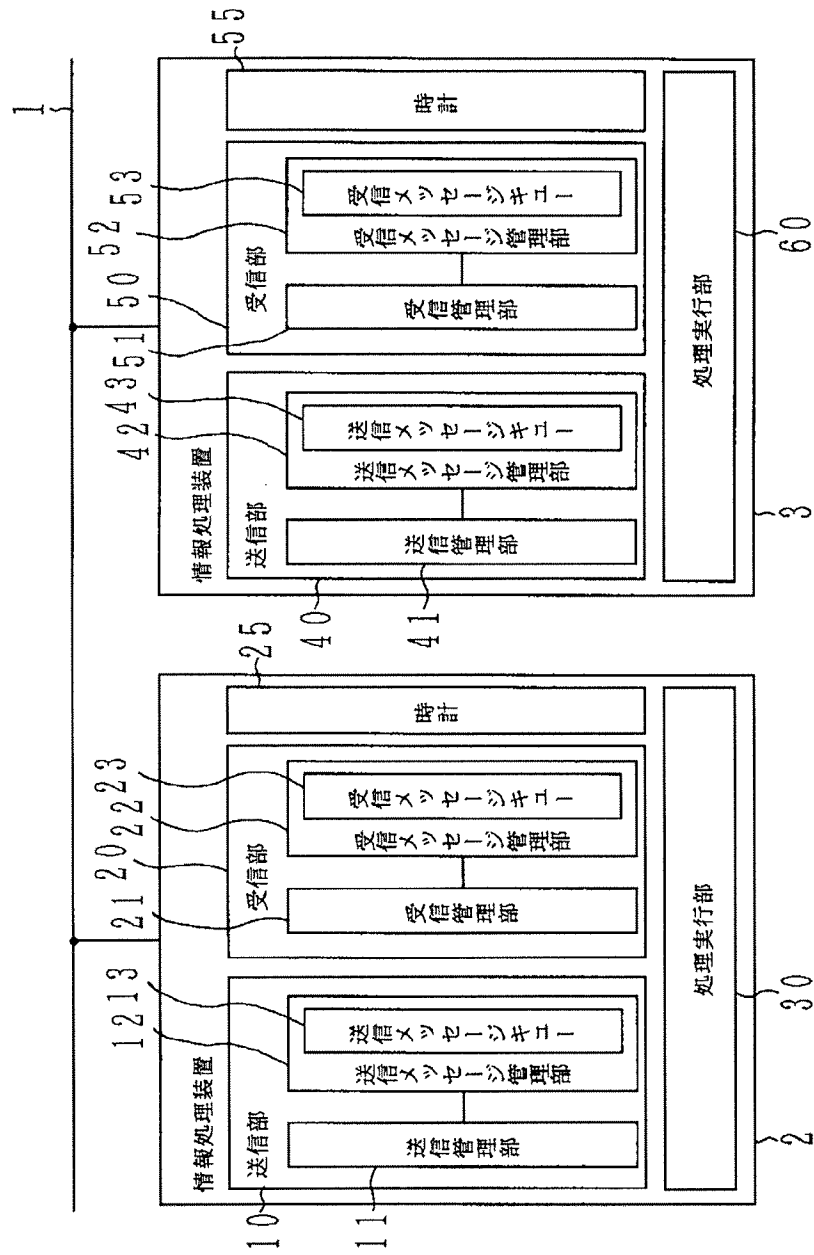 1
情報処理装置
送信部
送信管理部
送信メッセージ管理部
送信メッセージキュー
受信部
受信管理部
受信メッセージ管理部
受信メッセージキュー
時計
処理実行部
10
11
12
13
20
21
22
23
25
30
2
情報処理装置
送信部
送信管理部
送信メッセージ管理部
送信メッセージキュー
受信部
受信管理部
受信メッセージ管理部
受信メッセージキュー
時計
処理実行部
40
41
42
43
50
51
52
53
55
60
3